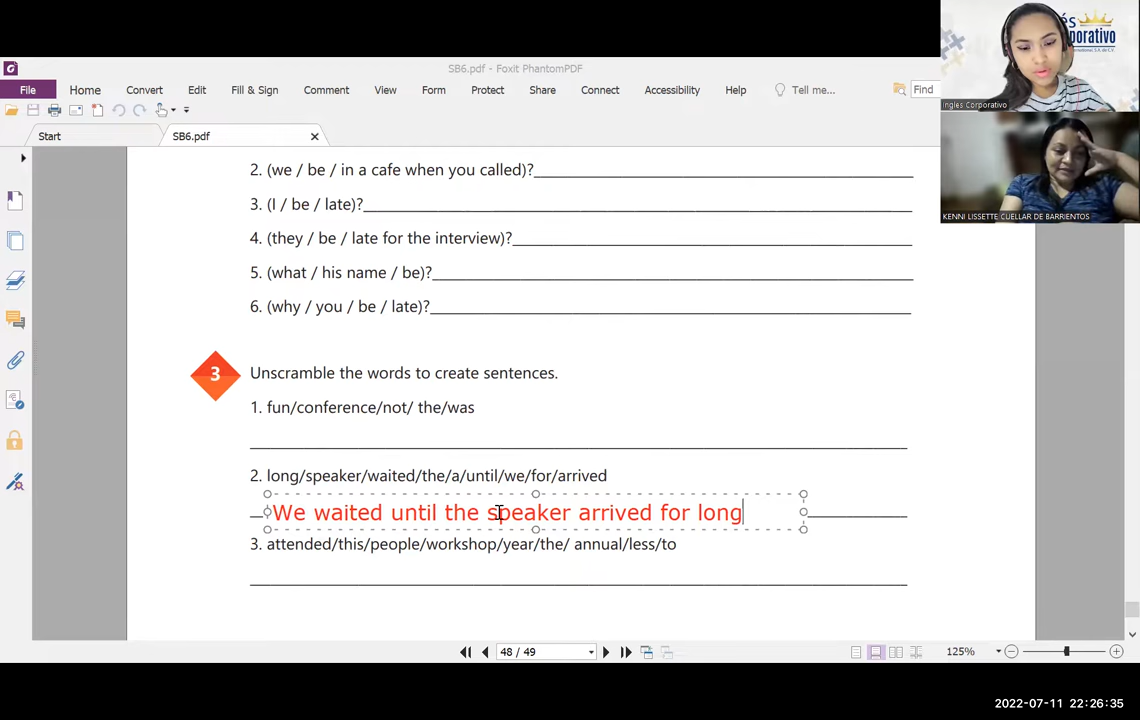 SB6.pdf - Foxit PhantomPDF
File Home Convert Edit Fill & Sign Comment View Form Protect Share Connect Accessibility Help Tell me... Find
Start SB6.pdf
2. (we / be / in a cafe when you called)?
3. (I / be / late)?
4. (they / be / late for the interview)?
5. (what / his name / be)?
6. (why / you / be / late)?
3 Unscramble the words to create sentences.
1. fun/conference/not/ the/was
2. long/speaker/waited/the/a/until/we/for/arrived
We waited until the speaker arrived for long
3. attended/this/people/workshop/year/the/ annual/less/to
48 / 49
125%
és
orporativo
Ingles Corporativo
KENNI LISSETTE CUELLAR DE BARRIENTOS
2022-07-11 22:26:35